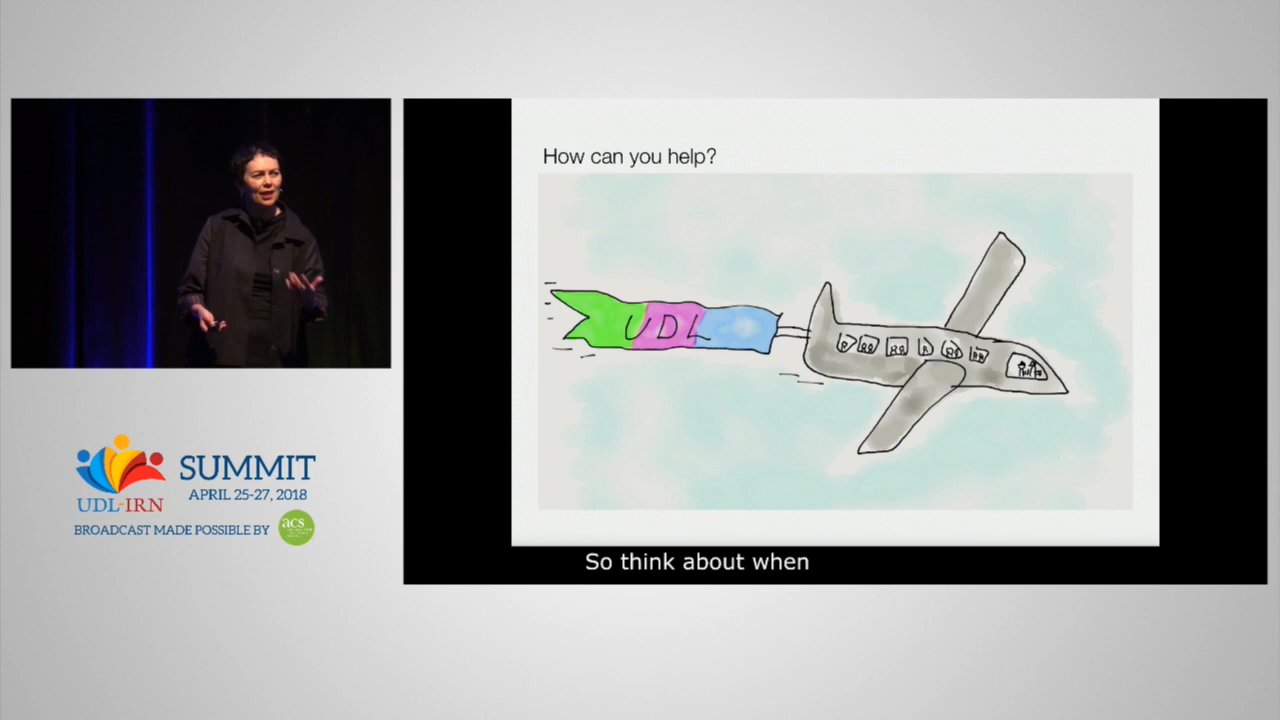 How can you help?
UDL
So think about when
UDL-IRN
SUMMIT
APRIL 25-27, 2018
BROADCAST MADE POSSIBLE BY
acs